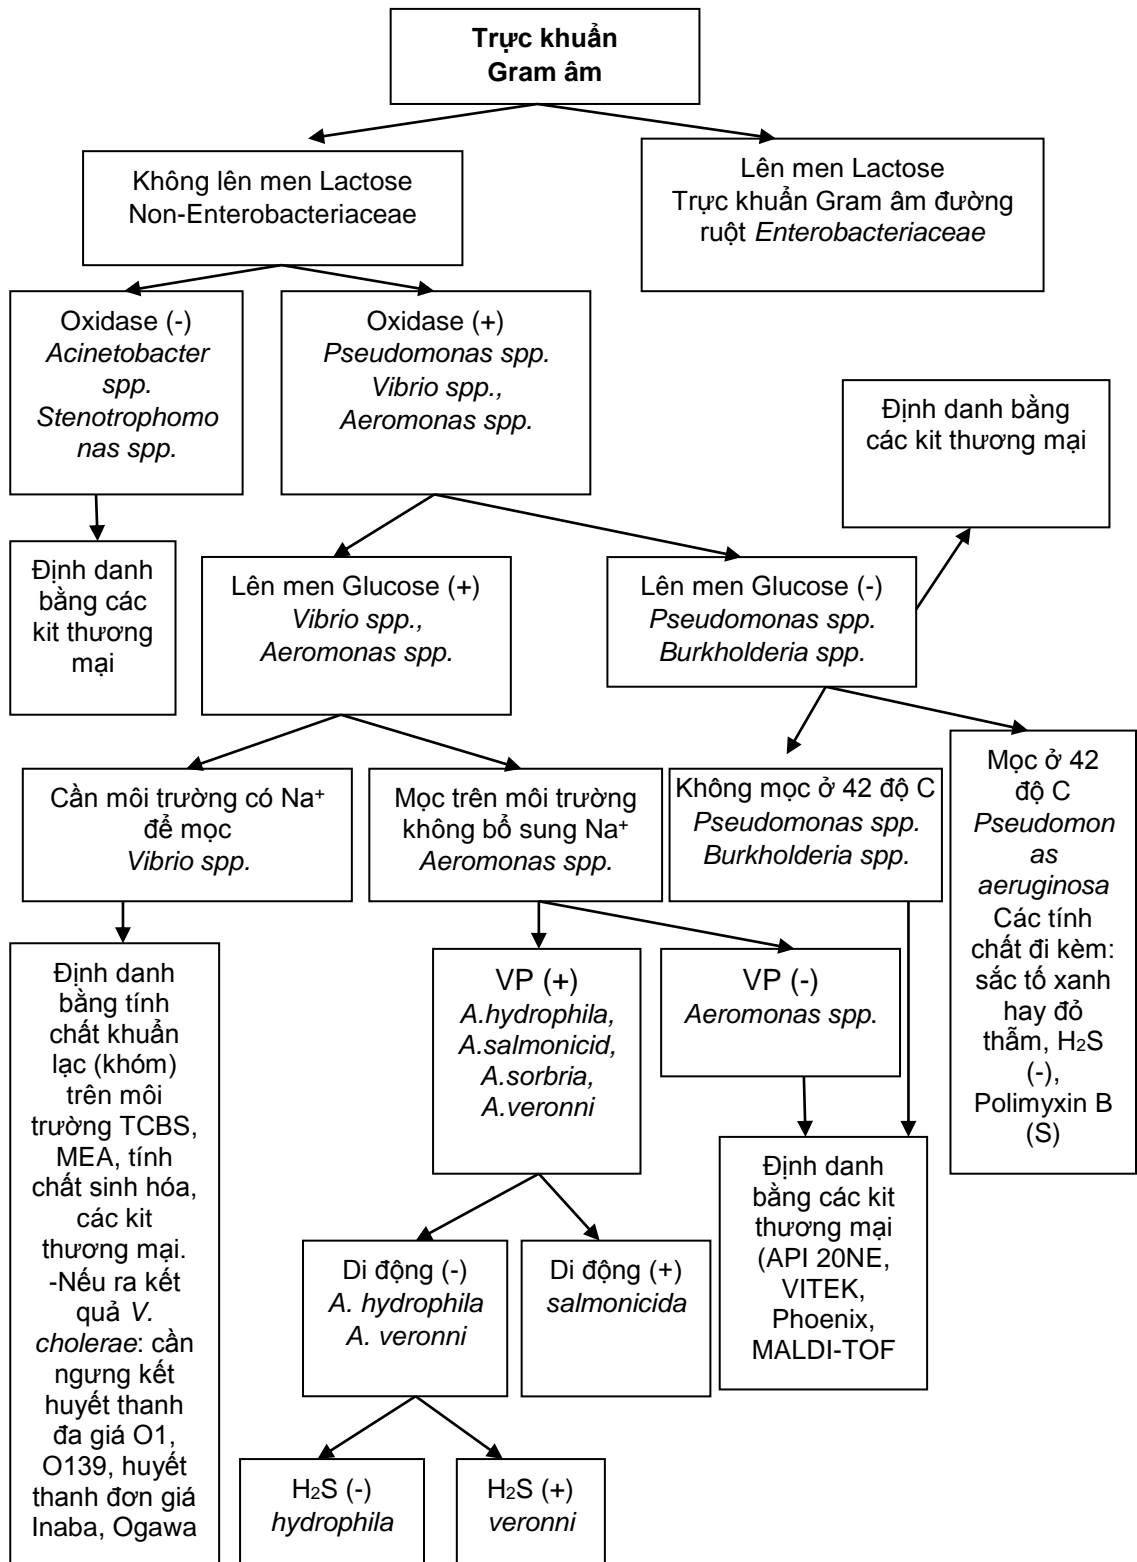 Trực khuẩn
Gram âm
Không lên men Lactose
Non-Enterobacteriaceae
Lên men Lactose
Trực khuẩn Gram âm đường
ruột Enterobacteriaceae
Oxidase (-)
Acinetobacter
spp.
Stenotrophomo
nas spp.
Oxidase (+)
Pseudomonas spp.
Vibrio spp.,
Aeromonas spp.
Định danh bằng
các kit thương mại
Định danh
bằng các
kit thương
mại
Lên men Glucose (+)
Vibrio spp.,
Aeromonas spp.
Lên men Glucose (-)
Pseudomonas spp.
Burkholderia spp.
Cần môi trường có Na⁺
để mọc
Vibrio spp.
Mọc trên môi trường
không bổ sung Na⁺
Aeromonas spp.
Không mọc ở 42 độ C
Pseudomonas spp.
Burkholderia spp.
Mọc ở 42
độ C
Pseudomon
as
aeruginosa
Các tính
chất đi kèm:
sắc tố xanh
hay đỏ
thẫm, H₂S
(-),
Polimyxin B
(S)
Định danh
bằng tính
chất khuẩn
lạc (khóm)
trên môi
trường TCBS,
MEA, tính
chất sinh hóa,
các kit
thương mại.
-Nếu ra kết
quả V.
cholerae: cần
ngưng kết
huyết thanh
đa giá O1,
O139, huyết
thanh đơn giá
Inaba, Ogawa
VP (+)
A.hydrophila,
A.salmonicid,
A.sorbria,
A.veronni
VP (-)
Aeromonas spp.
Định danh
bằng các kit
thương mại
(API 20NE,
VITEK,
Phoenix,
MALDI-TOF
Di động (-)
A. hydrophila
A. veronni
Di động (+)
salmonicida
H₂S (-)
hydrophila
H₂S (+)
veronni